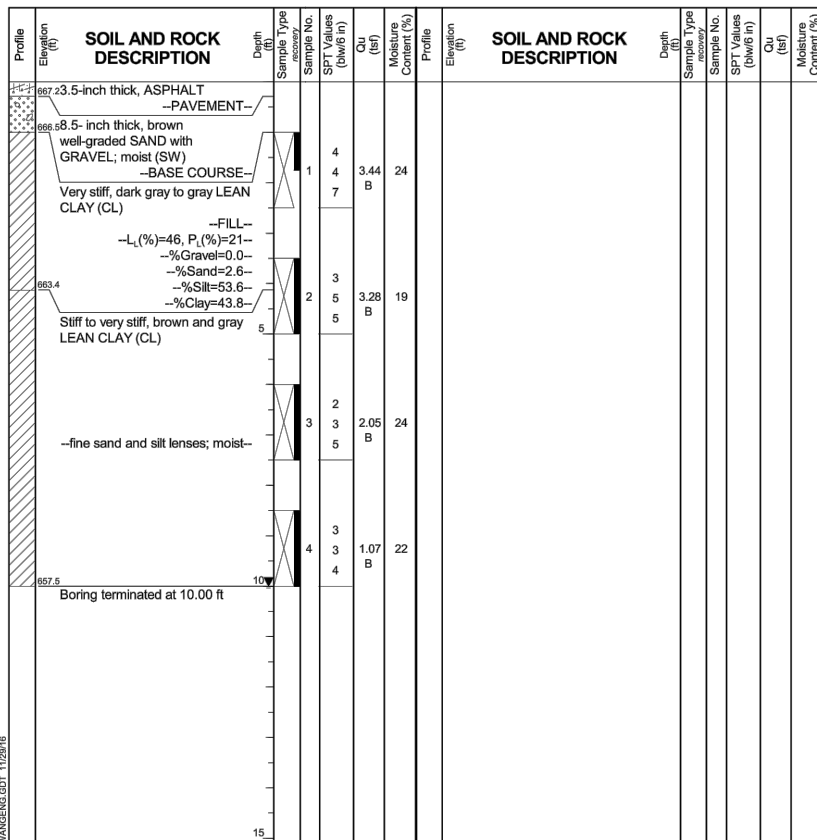 Profile
Elevation (ft)
SOIL AND ROCK DESCRIPTION
Depth (ft)
Sample Type
recovery
Sample No.
SPT Values (blw/6 in)
Qu (tsf)
Moisture Content (%)
Profile
Elevation (ft)
SOIL AND ROCK DESCRIPTION
Depth (ft)
Sample Type
recovery
Sample No.
SPT Values (blw/6 in)
Qu (tsf)
Moisture Content (%)
667.2 3.5-inch thick, ASPHALT
--PAVEMENT--
666.5 8.5- inch thick, brown
well-graded SAND with
GRAVEL; moist (SW)
--BASE COURSE--
1 4 4 7 3.44 B 24
Very stiff, dark gray to gray LEAN
CLAY (CL)
--FILL--
--LL(%)=46, PL(%)=21--
--%Gravel=0.0--
--%Sand=2.6--
--%Silt=53.6--
663.4
--%Clay=43.8--
2 3 5 5 3.28 B 19
Stiff to very stiff, brown and gray
5
LEAN CLAY (CL)
3 2 3 5 2.05 B 24
--fine sand and silt lenses; moist--
4 3 3 4 1.07 B 22
657.5 10
Boring terminated at 10.00 ft
15
WANGENG.GDT 11/29/16